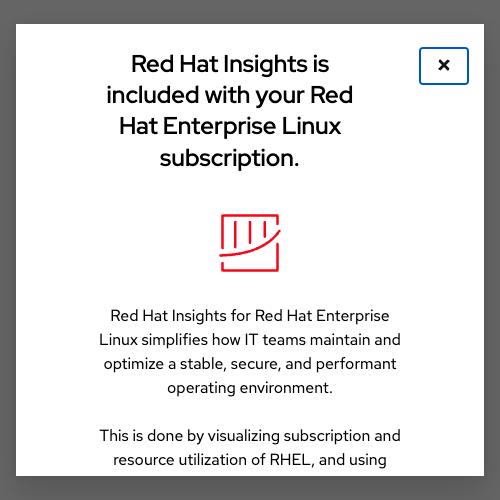 Red Hat Insights is
included with your Red
Hat Enterprise Linux
subscription.
Red Hat Insights for Red Hat Enterprise
Linux simplifies how IT teams maintain and
optimize a stable, secure, and performant
operating environment.
This is done by visualizing subscription and
resource utilization of RHEL, and using